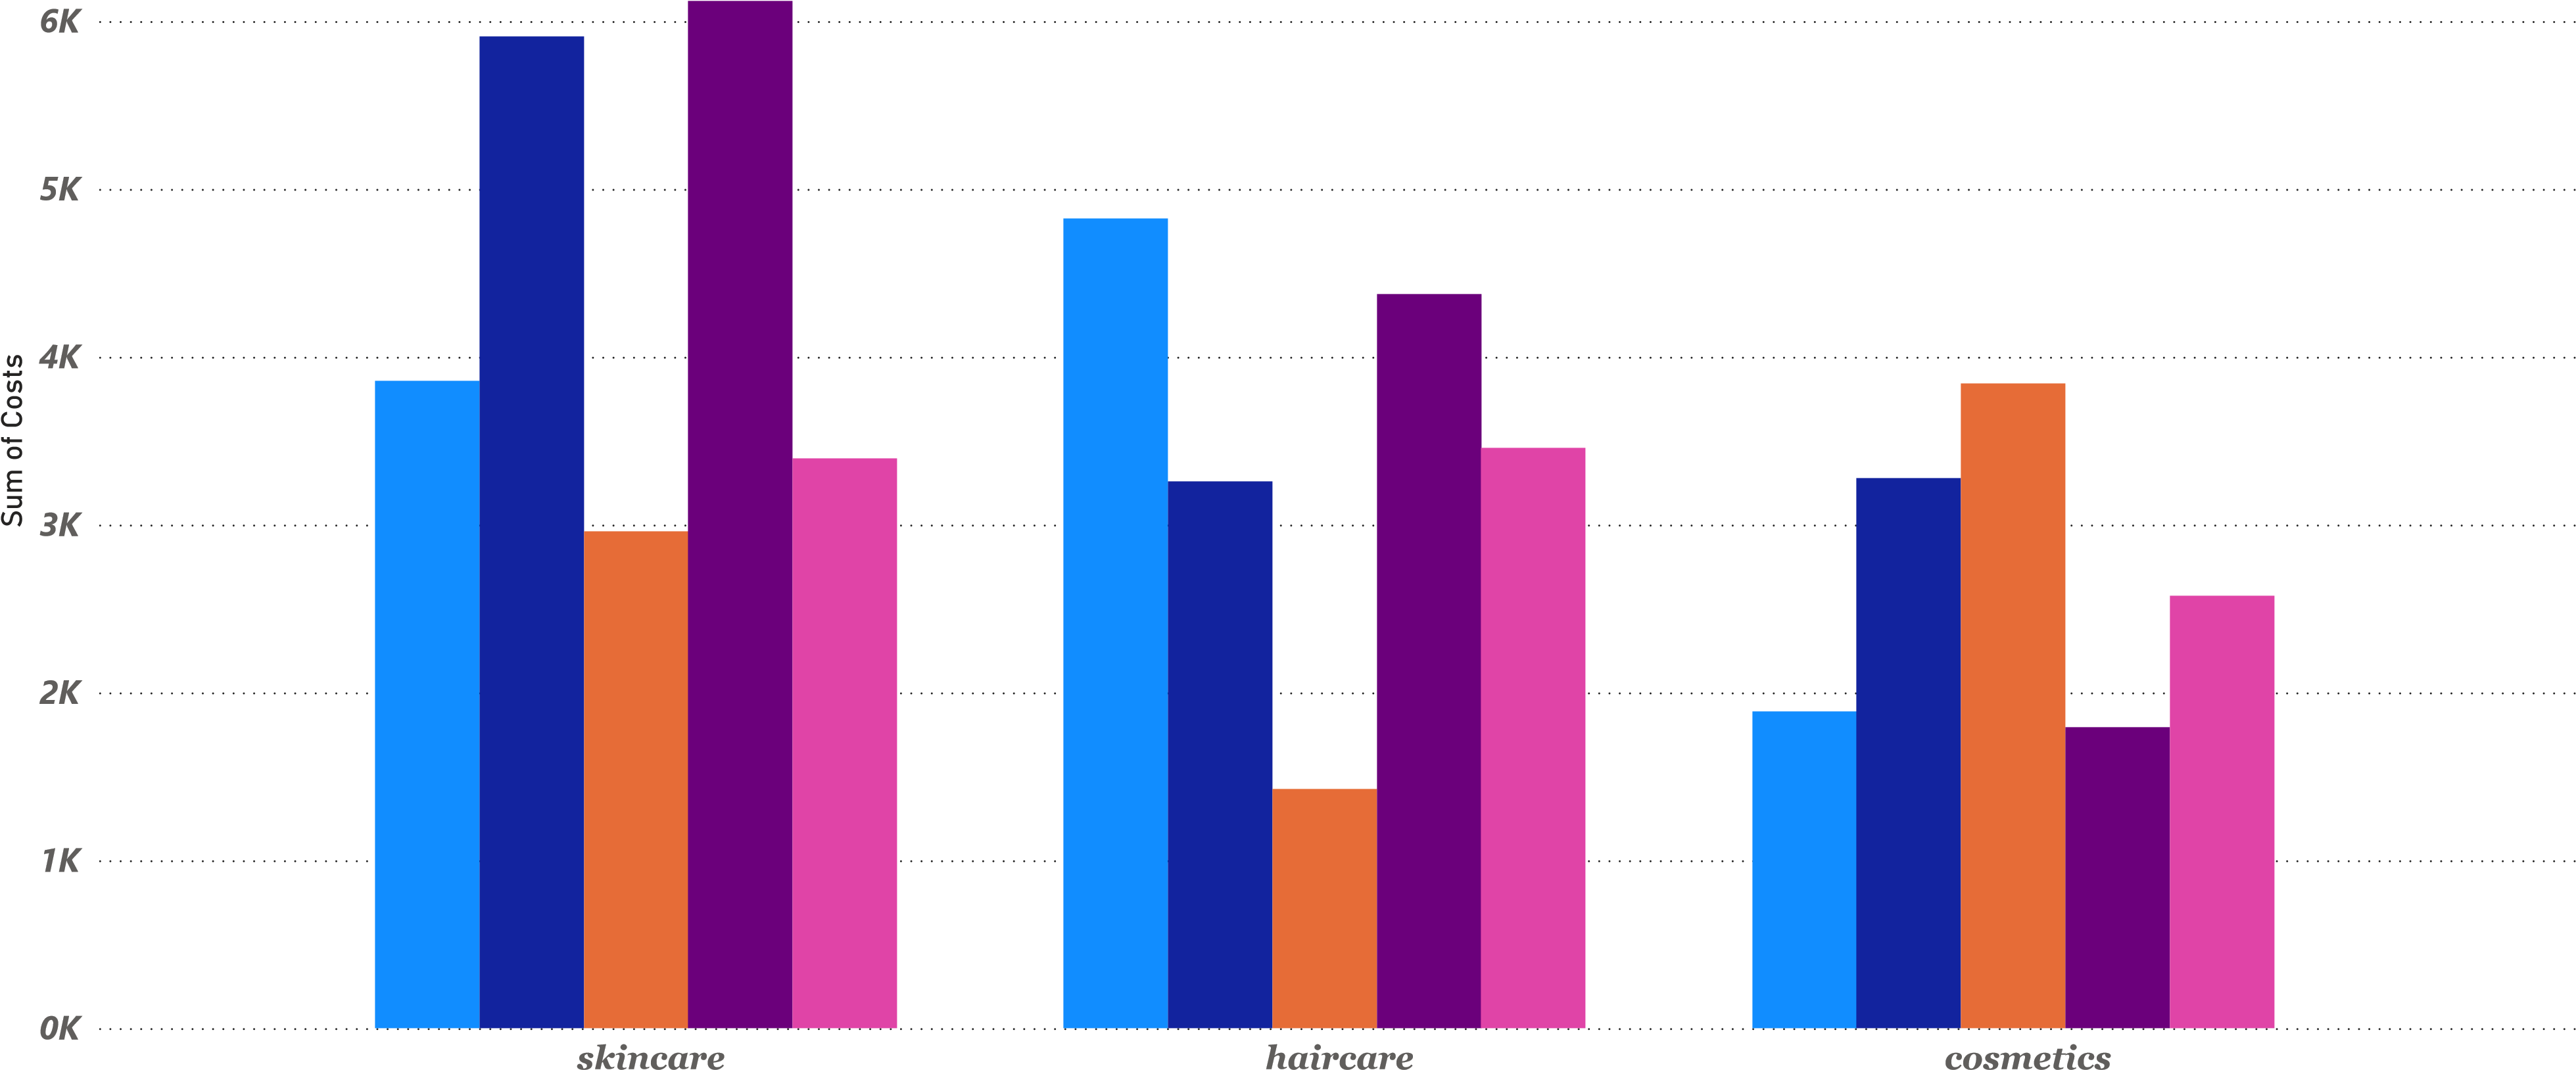 6K
5K
4K
3K
2K
1K
0K
Sum of Costs
skincare
haircare
cosmetics